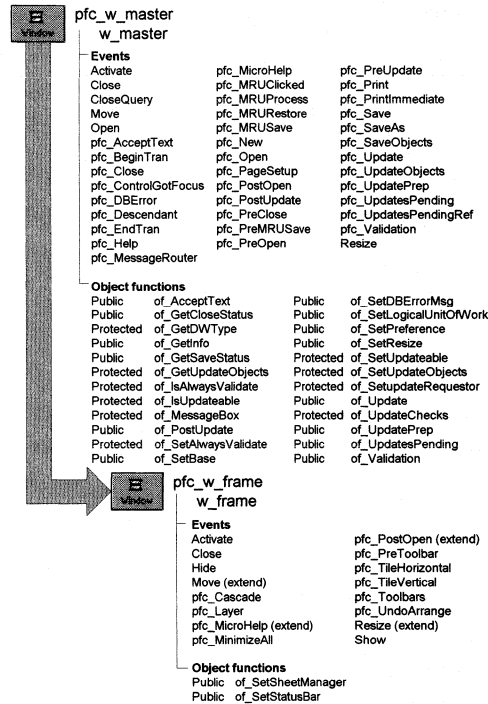 pfc_w_master
w_master
Window
Events
Activate pfc_MicroHelp pfc_PreUpdate
Close pfc_MRUClicked pfc_Print
CloseQuery pfc_MRUProcess pfc_PrintImmediate
Move pfc_MRURestore pfc_Save
Open pfc_MRUSave pfc_SaveAs
pfc_AcceptText pfc_New pfc_SaveObjects
pfc_BeginTran pfc_Open pfc_Update
pfc_Close pfc_PageSetup pfc_UpdateObjects
pfc_ControlGotFocus pfc_PostOpen pfc_UpdatePrep
pfc_DBError pfc_PostUpdate pfc_UpdatesPending
pfc_Descendant pfc_PreClose pfc_UpdatesPendingRef
pfc_EndTran pfc_PreMRUSave pfc_Validation
pfc_Help pfc_PreOpen Resize
pfc_MessageRouter
Object functions
Public of_AcceptText Public of_SetDBErrorMsg
Public of_GetCloseStatus Public of_SetLogicalUnitOfWork
Protected of_GetDWType Public of_SetPreference
Public of_GetInfo Public of_SetResize
Public of_GetSaveStatus Protected of_SetUpdateable
Protected of_GetUpdateObjects Protected of_SetUpdateObjects
Protected of_IsAlwaysValidate Protected of_SetupdateRequestor
Protected of_IsUpdateable Public of_Update
Protected of_MessageBox Protected of_UpdateChecks
Public of_PostUpdate Public of_UpdatePrep
Protected of_SetAlwaysValidate Public of_UpdatesPending
Public of_SetBase Public of_Validation
pfc_w_frame
w_frame
Window
Events
Activate pfc_PostOpen (extend)
Close pfc_PreToolbar
Hide pfc_TileHorizontal
Move (extend) pfc_TileVertical
pfc_Cascade pfc_Toolbars
pfc_Layer pfc_UndoArrange
pfc_MicroHelp (extend) Resize (extend)
pfc_MinimizeAll Show
Object functions
Public of_SetSheetManager
Public of_SetStatusBar